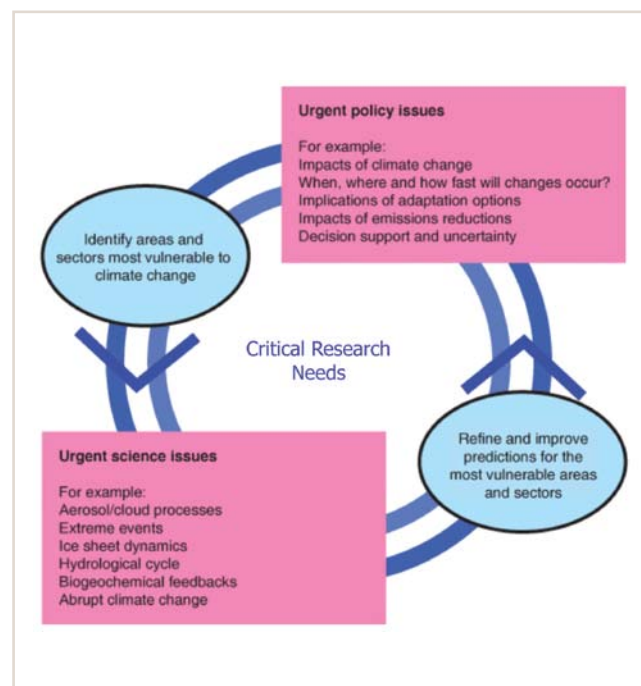 Urgent policy issues
For example:
Impacts of climate change
When, where and how fast will changes occur?
Implications of adaptation options
Impacts of emissions reductions
Decision support and uncertainty
Identify areas and
sectors most vulnerable to
climate change
Critical Research
Needs
Urgent science issues
For example:
Aerosol/cloud processes
Extreme events
Ice sheet dynamics
Hydrological cycle
Biogeochemical feedbacks
Abrupt climate change
Refine and improve
predictions for the
most vulnerable areas
and sectors